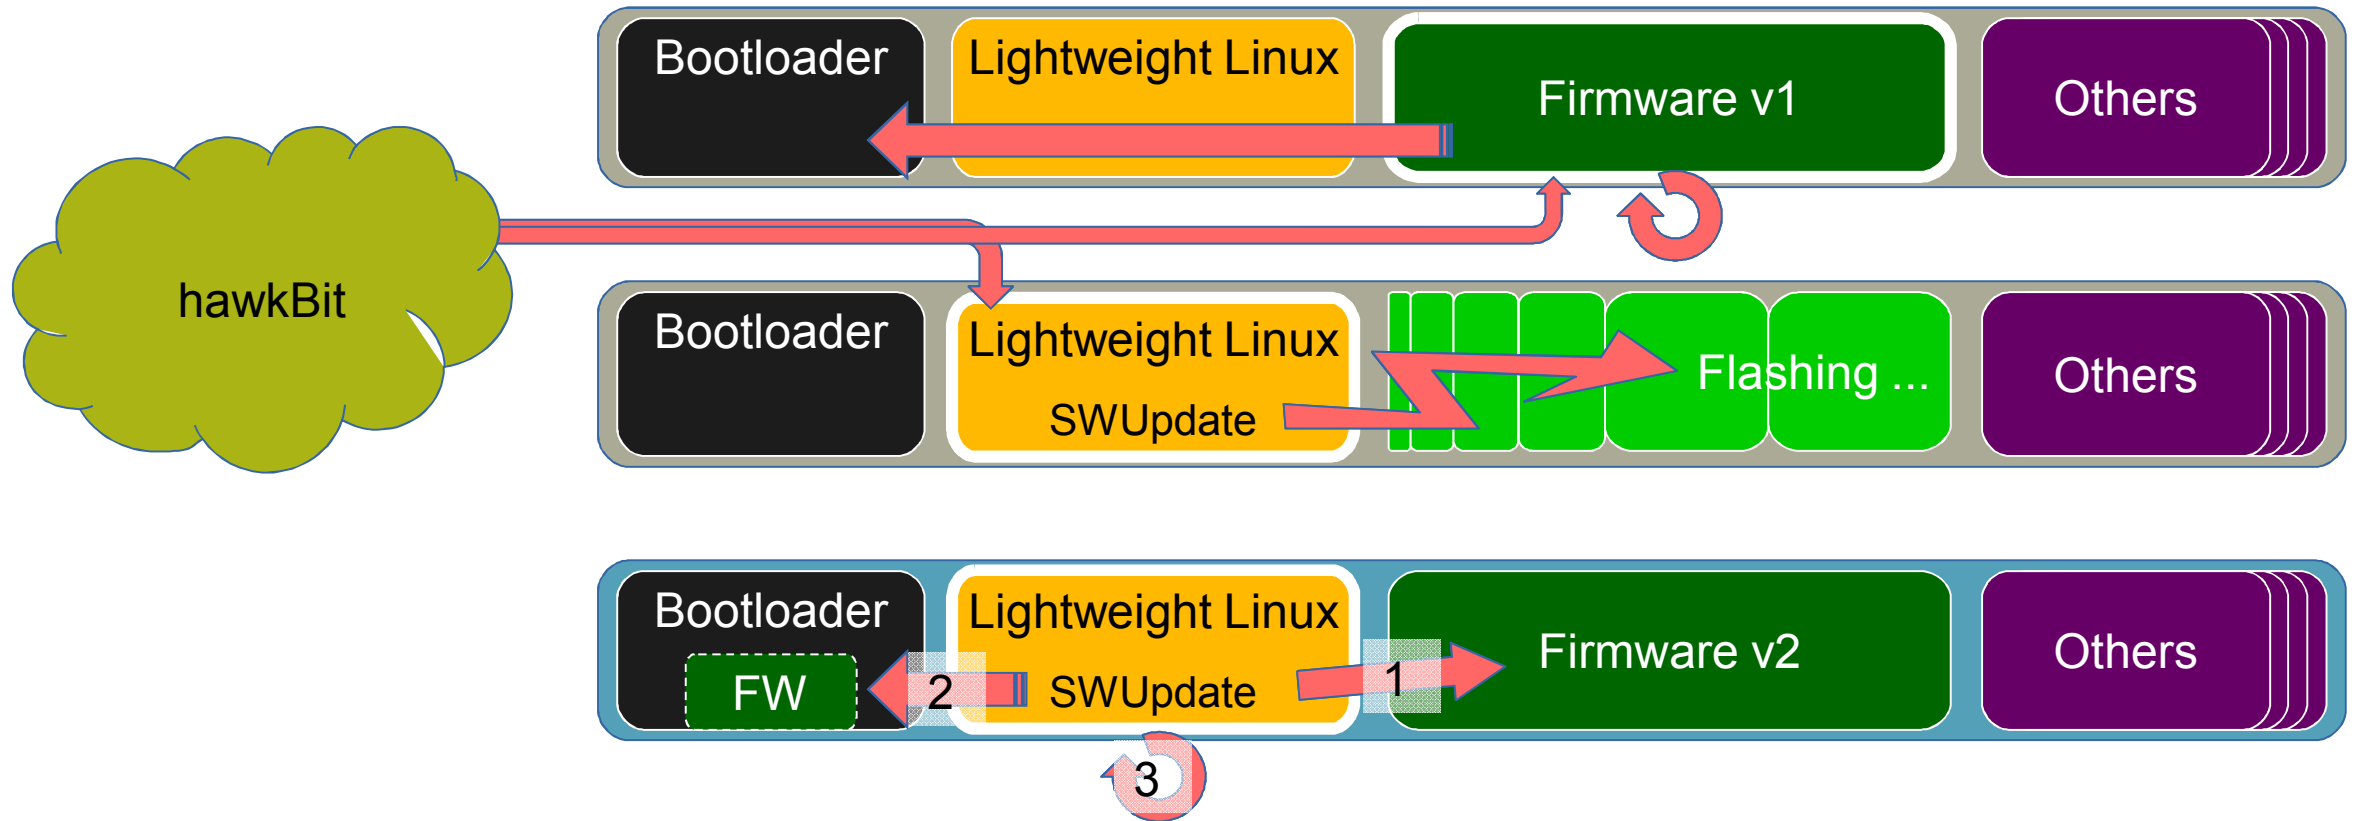 Bootloader
Lightweight Linux
Firmware v1
Others
hawkBit
Bootloader
Lightweight Linux
SWUpdate
Flashing ...
Others
Bootloader
FW
2
Lightweight Linux
SWUpdate
1
Firmware v2
Others
3